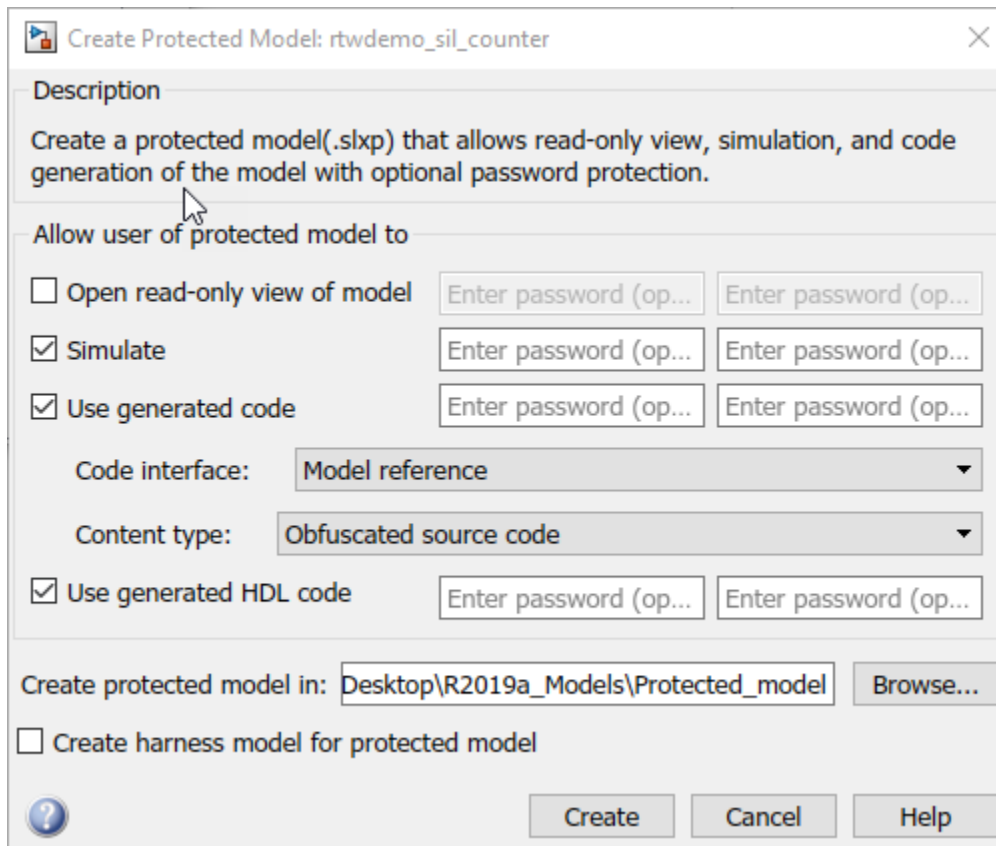 Create Protected Model: rtwdemo_sil_counter
Description
Create a protected model(.slxp) that allows read-only view, simulation, and code
generation of the model with optional password protection.
Allow user of protected model to
Open read-only view of model Enter password (op... Enter password (op...
Simulate Enter password (op... Enter password (op...
Use generated code Enter password (op... Enter password (op...
Code interface: Model reference
Content type: Obfuscated source code
Use generated HDL code Enter password (op... Enter password (op...
Create protected model in: Desktop\R2019a_Models\Protected_model Browse...
Create harness model for protected model
? Create Cancel Help